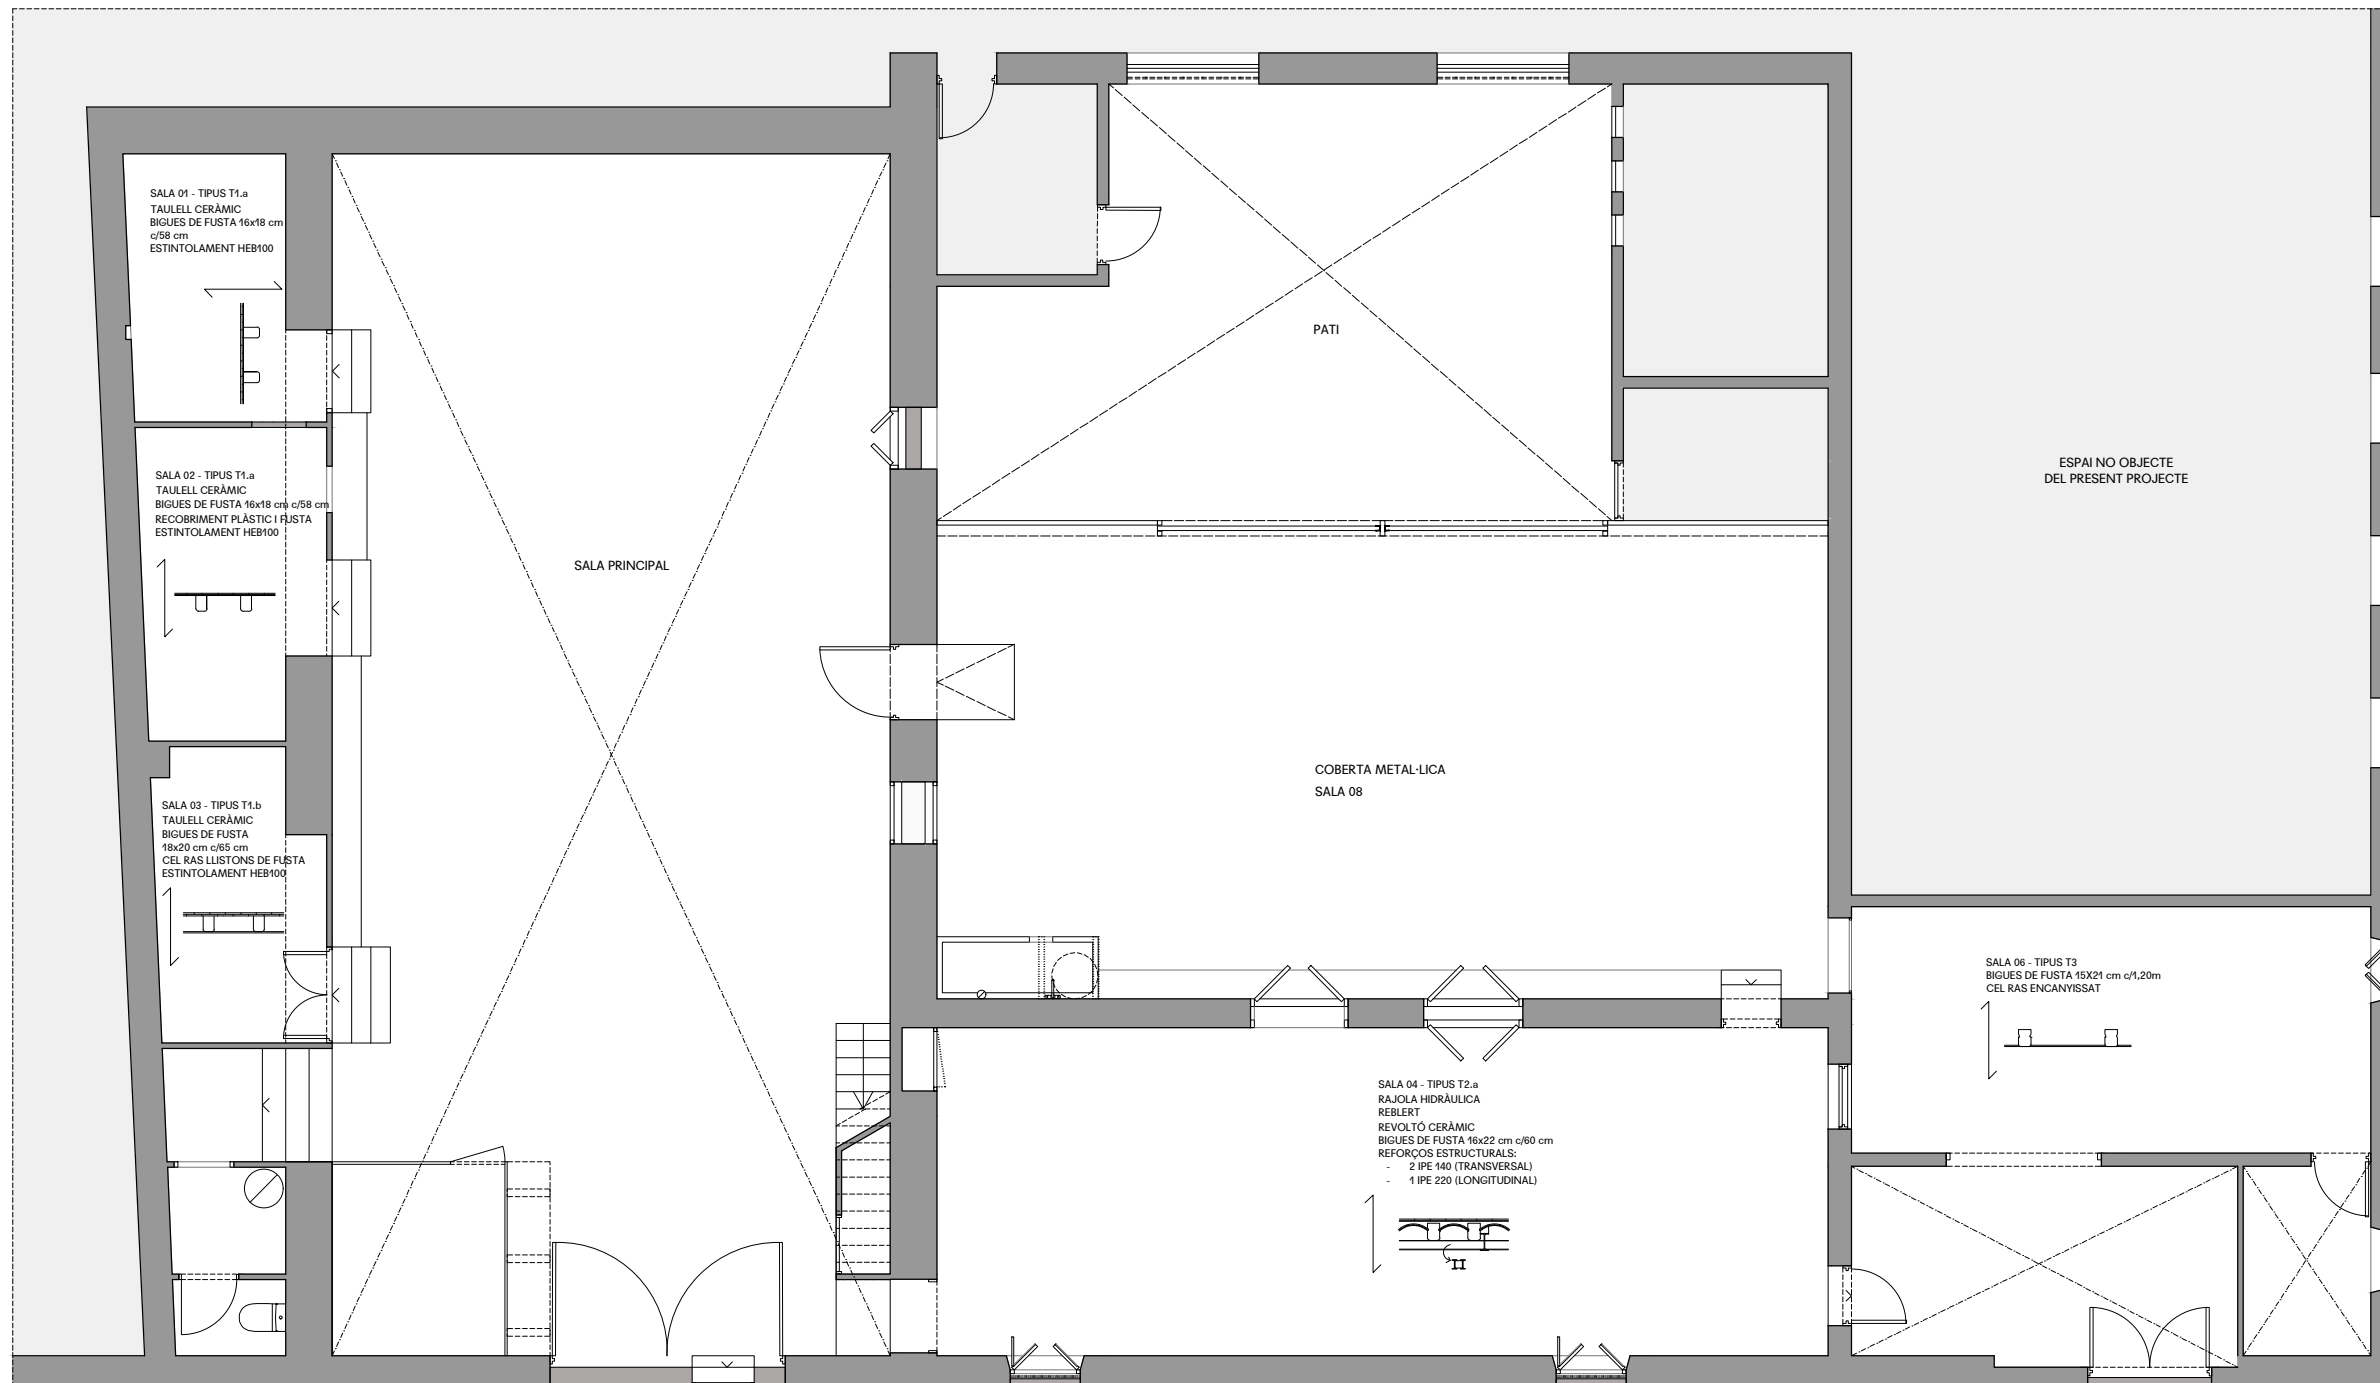 SALA 01 - TIPUS T1.a
TAULELL CERÀMIC
BIGUES DE FUSTA 16x18 cm
c/58 cm
ESTINTOLAMENT HEB100
SALA 02 - TIPUS T1.a
TAULELL CERÀMIC
BIGUES DE FUSTA 16x18 cm c/58 cm
RECOBRIMENT PLÀSTIC I FUSTA
ESTINTOLAMENT HEB100
SALA 03 - TIPUS T1.b
TAULELL CERÀMIC
BIGUES DE FUSTA
18x20 cm c/65 cm
CEL RAS LLISTONS DE FUSTA
ESTINTOLAMENT HEB100
SALA PRINCIPAL
PATI
COBERTA METAL·LICA
SALA 08
SALA 04 - TIPUS T2.a
RAJOLA HIDRÀULICA
REBLERT
REVOLTÓ CERÀMIC
BIGUES DE FUSTA 16x22 cm c/60 cm
REFORÇOS ESTRUCTURALS:
- 2 IPE 140 (TRANSVERSAL)
- 1 IPE 220 (LONGITUDINAL)
ESPAI NO OBJECTE
DEL PRESENT PROJECTE
SALA 06 - TIPUS T3
BIGUES DE FUSTA 15X21 cm c/1,20m
CEL RAS ENCANYISSAT